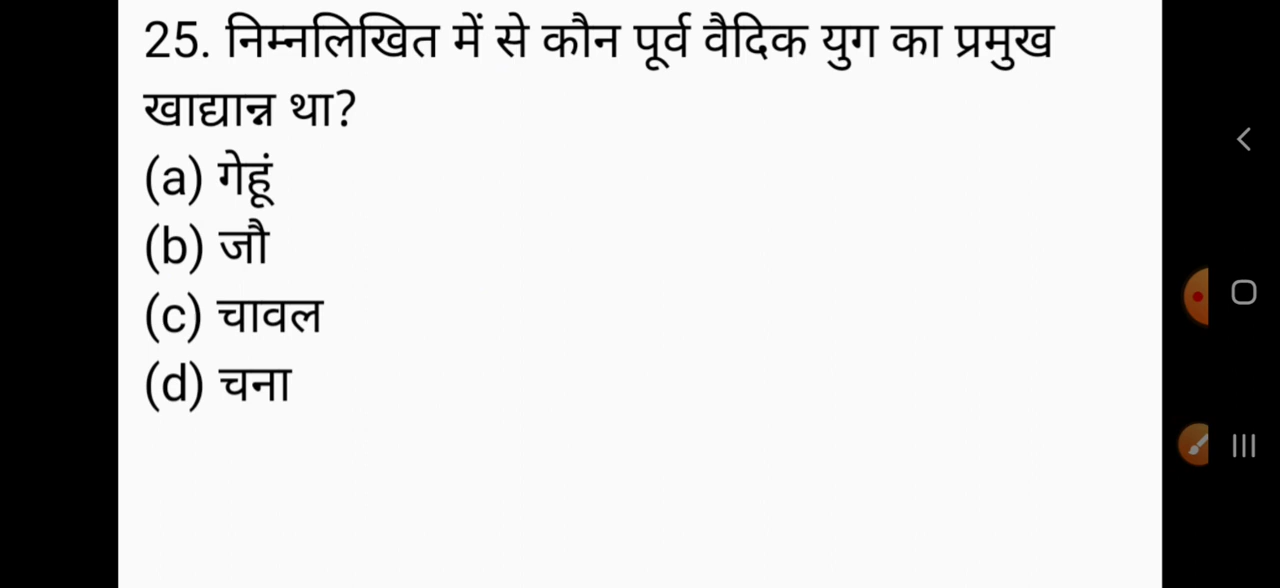 25. निम्नलिखित में से कौन पूर्व वैदिक युग का प्रमुख
खाद्यान्न था?
(a) गेहूं
(b) जौ
(c) चावल
(d) चना